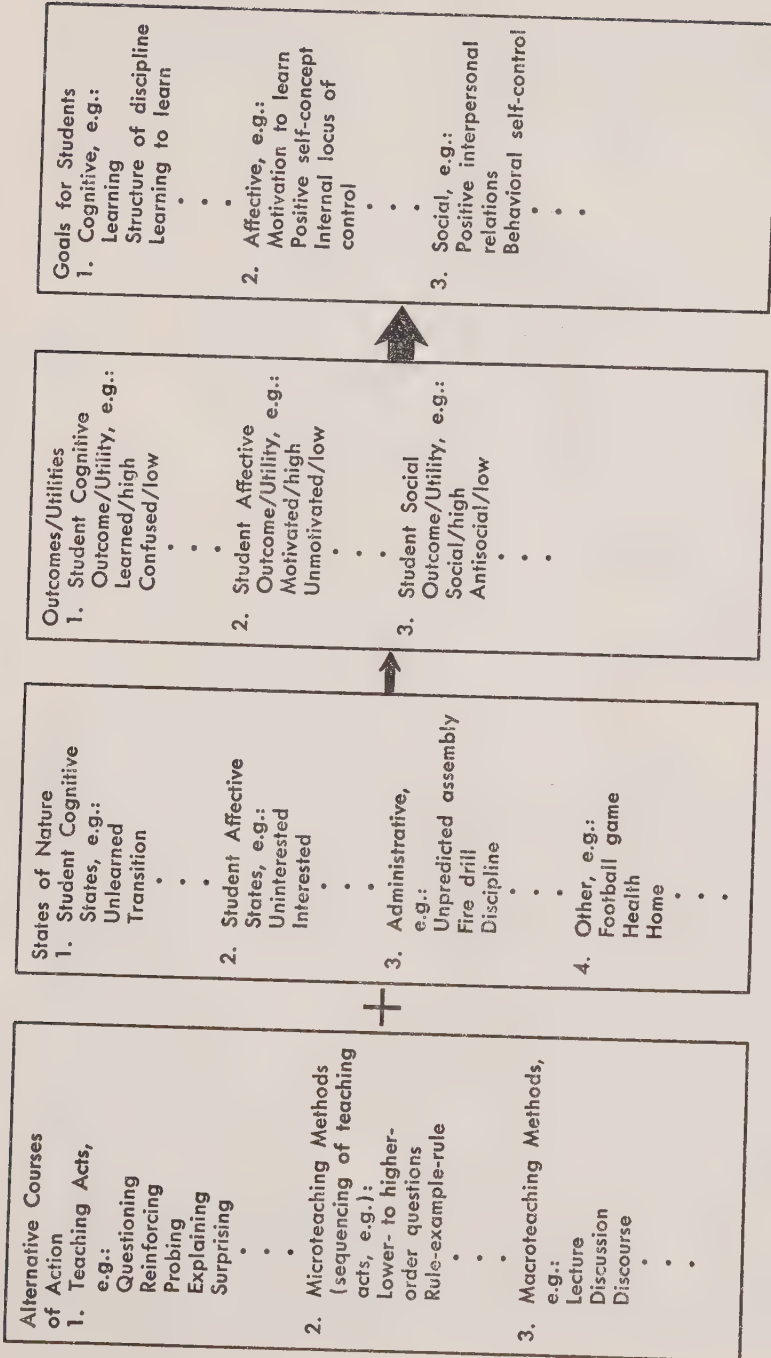 Alternative Courses
of Action
1. Teaching Acts,
e.g.:
Questioning
Reinforcing
Probing
Explaining
Surprising
.
.
.
2. Microteaching Methods
(sequencing of teaching
acts, e.g.):
Lower- to higher-
order questions
Rule-example-rule
.
.
.
3. Macroteaching Methods,
e.g.:
Lecture
Discussion
Discourse
.
.
.
+
States of Nature
1. Student Cognitive
States, e.g.:
Unlearned
Transition
.
.
.
2. Student Affective
States, e.g.:
Uninterested
Interested
.
.
.
3. Administrative,
e.g.:
Unpredicted assembly
Fire drill
Discipline
.
.
.
4. Other, e.g.:
Football game
Health
Home
.
.
.
Outcomes/Utilities
1. Student Cognitive
Outcome/Utility, e.g.:
Learned/high
Confused/low
.
.
.
2. Student Affective
Outcome/Utility, e.g.:
Motivated/high
Unmotivated/low
.
.
.
3. Student Social
Outcome/Utility, e.g.:
Social/high
Antisocial/low
.
.
.
Goals for Students
1. Cognitive, e.g.:
Learning
Structure of discipline
Learning to learn
.
.
.
2. Affective, e.g.:
Motivation to learn
Positive self-concept
Internal locus of
control
.
.
.
3. Social, e.g.:
Positive interpersonal
relations
Behavioral self-control
.
.
.